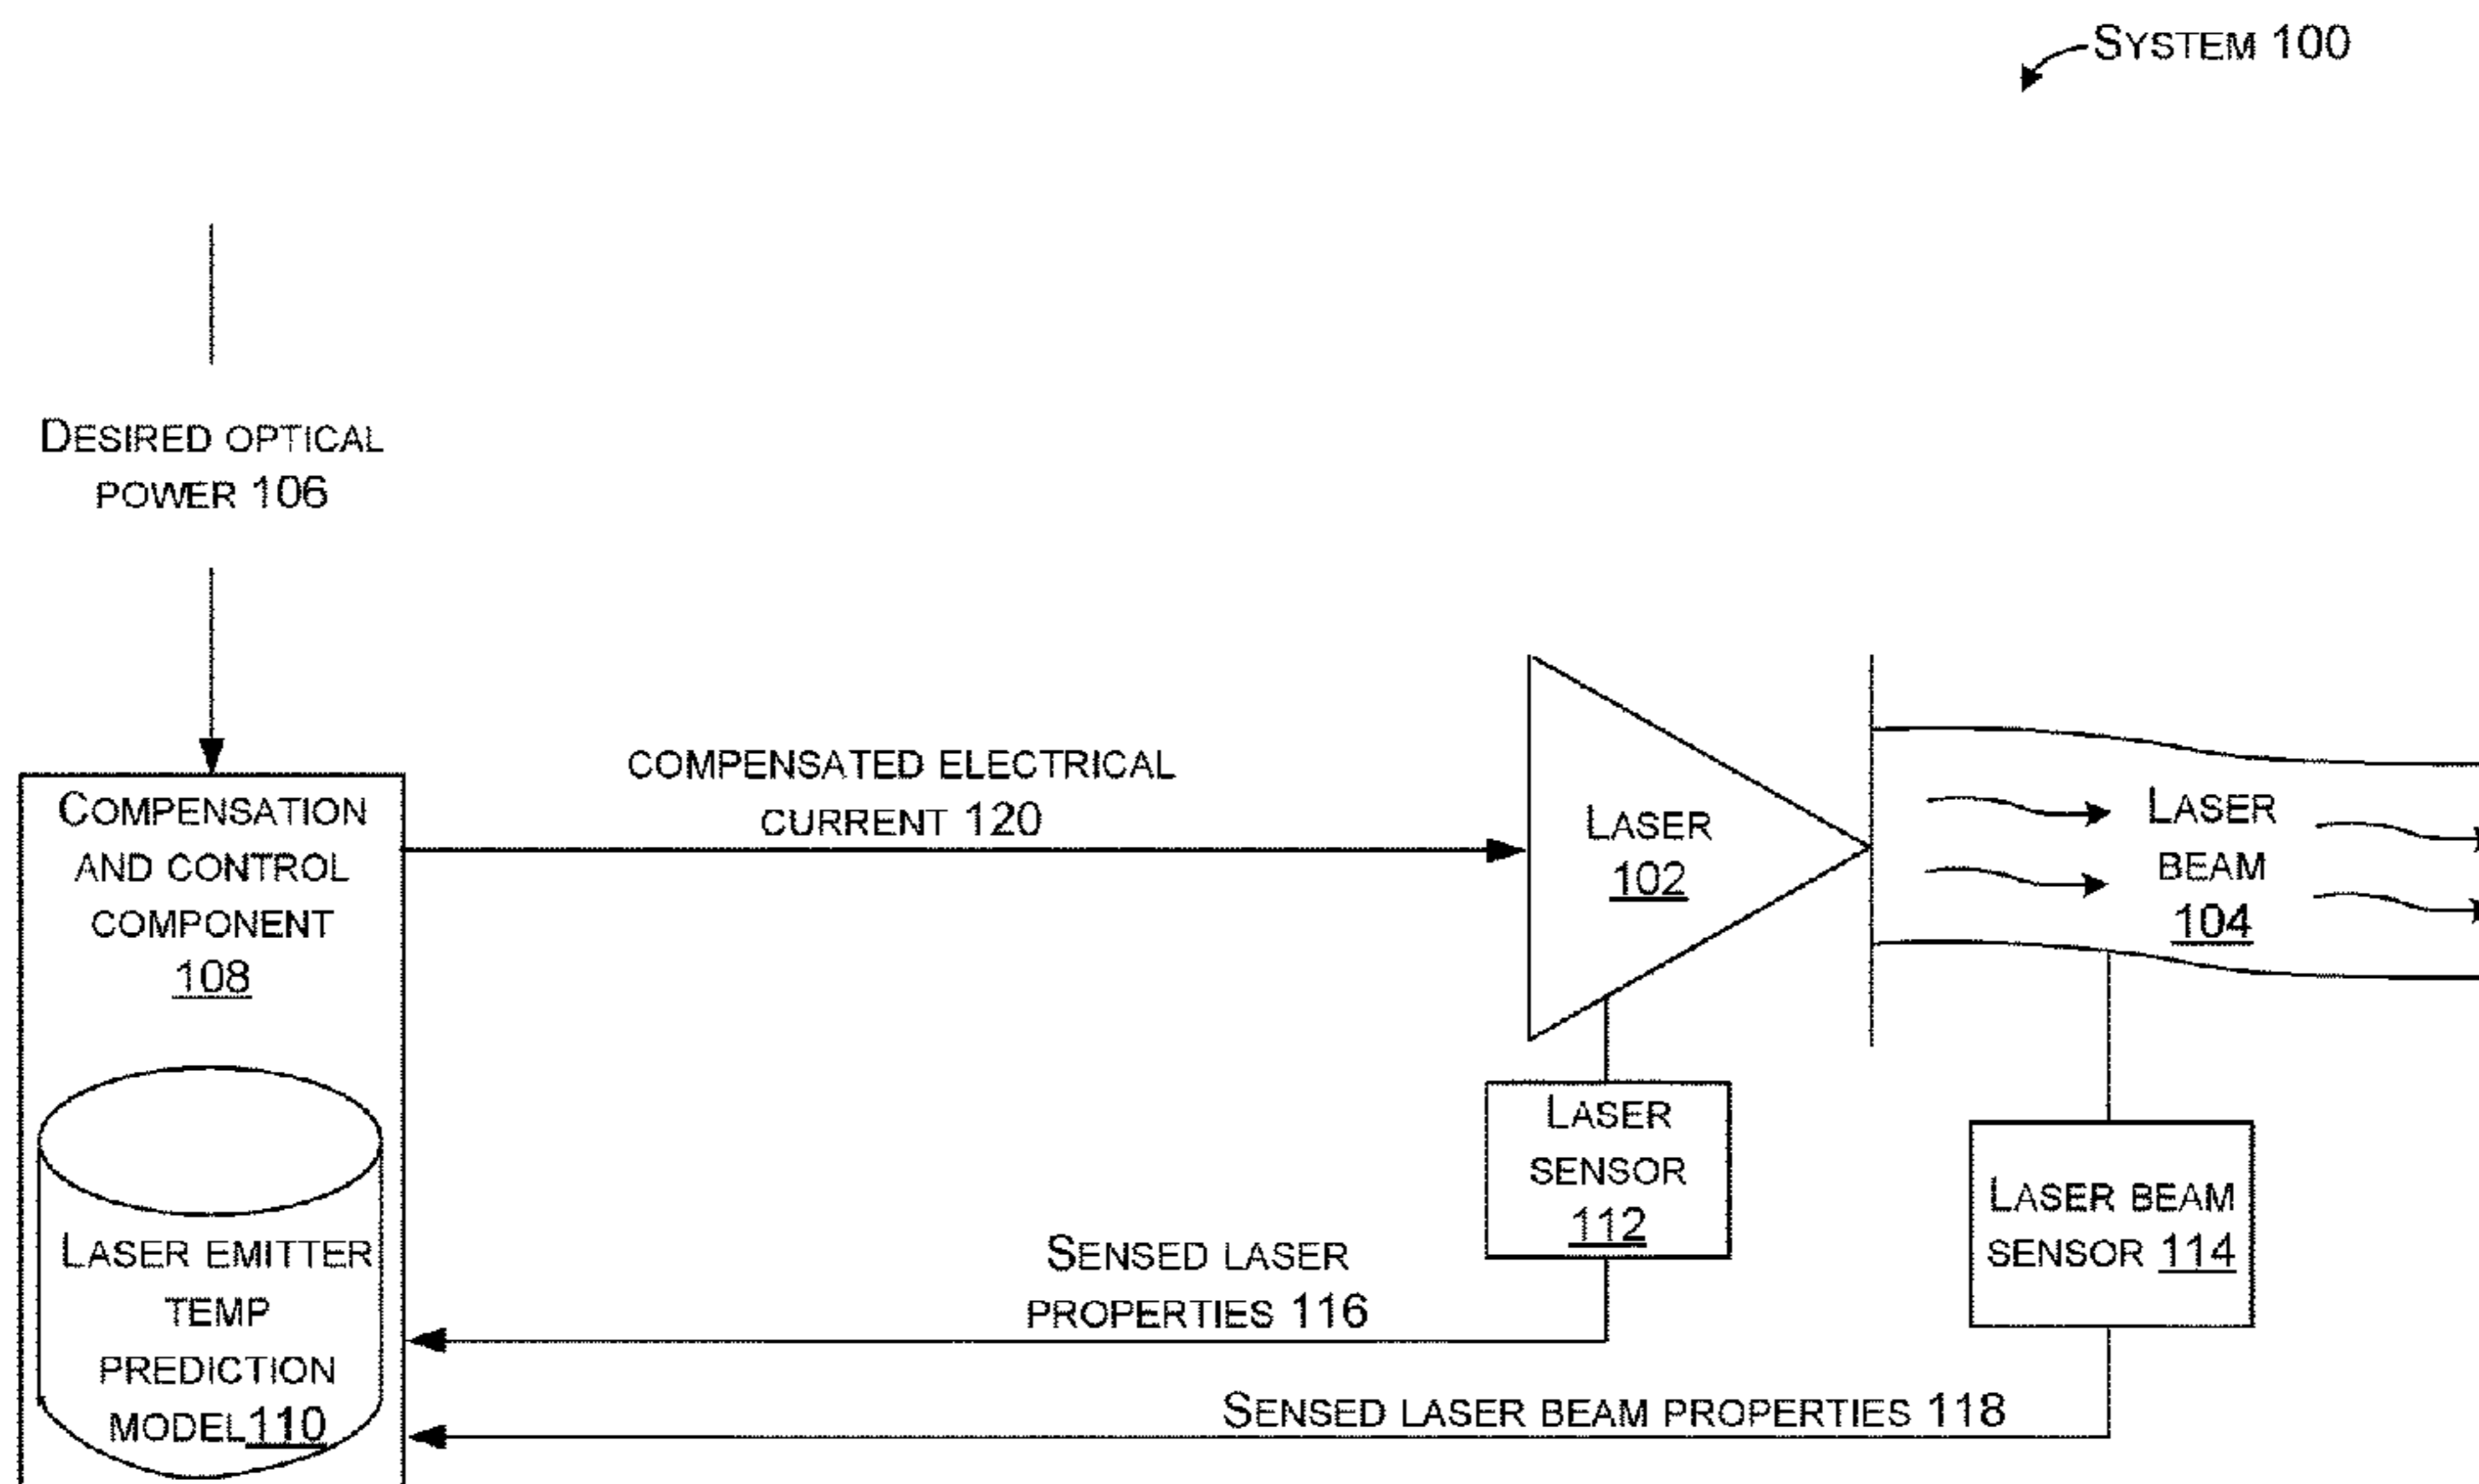 SYSTEM 100
DESIRED OPTICAL
POWER 106
COMPENSATION
AND CONTROL
COMPONENT
108
LASER EMITTER
TEMP
PREDICTION
MODEL 110
COMPENSATED ELECTRICAL
CURRENT 120
LASER
102
LASER
BEAM
104
LASER
SENSOR
112
LASER BEAM
SENSOR 114
SENSED LASER
PROPERTIES 116
SENSED LASER BEAM PROPERTIES 118